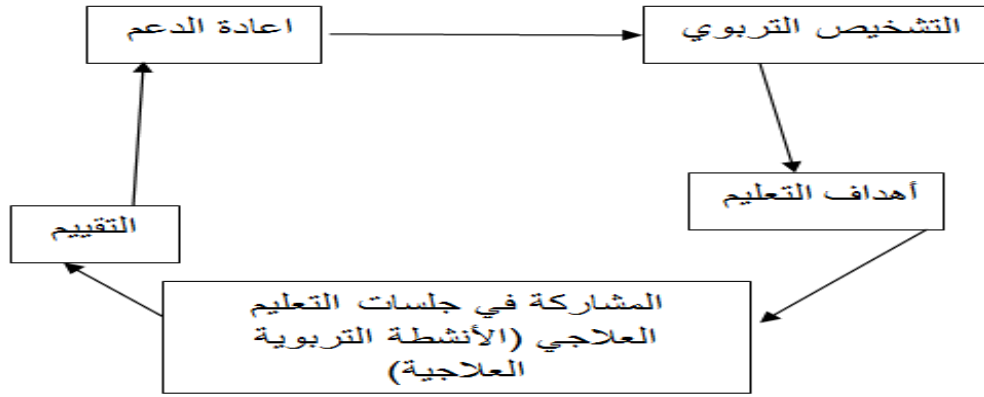 التشخيص التربوي
اعادة الدعم
أهداف التعليم
التقييم
المشاركة في جلسات التعليم
العلاجي (الأنشطة التربوية
العلاجية)